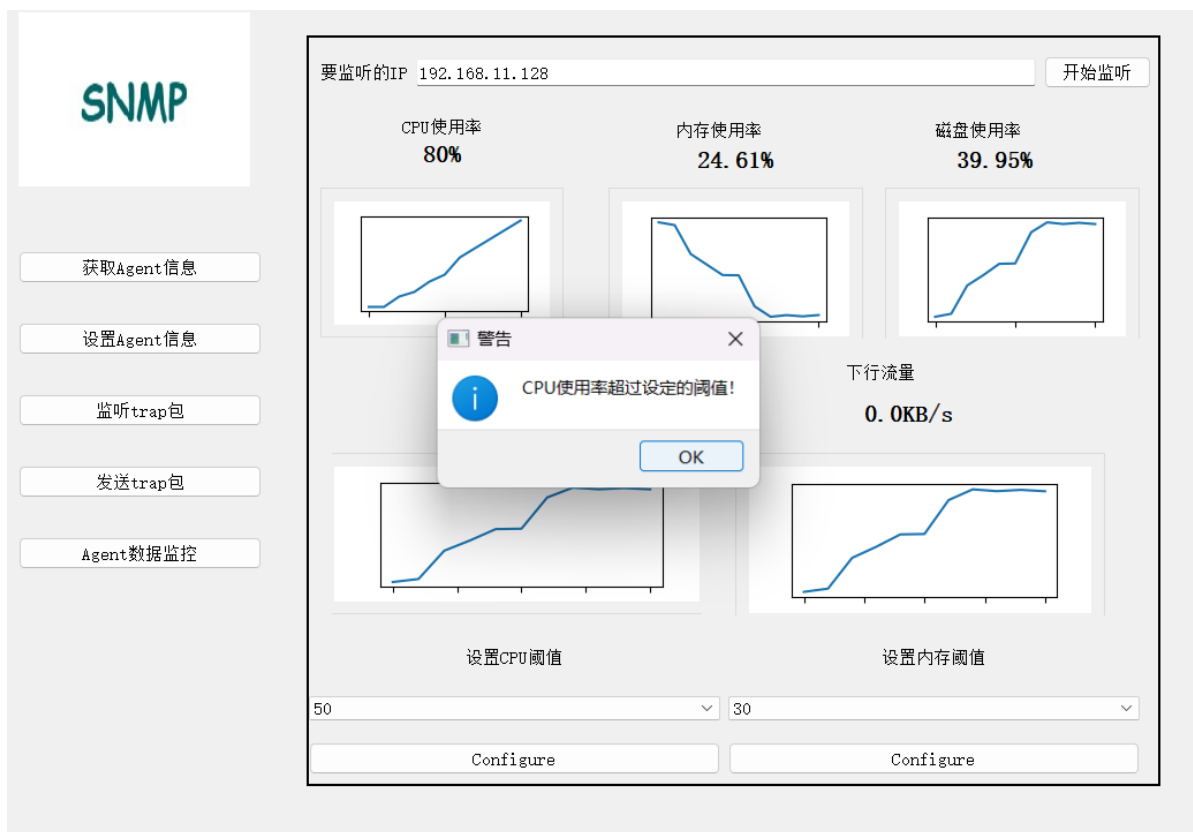 SNMP
获取Agent信息
设置Agent信息
监听trap包
发送trap包
Agent数据监控
要监听的IP 192.168.11.128 开始监听
CPU使用率 内存使用率 磁盘使用率
80% 24.61% 39.95%
警告
CPU使用率超过设定的阈值!
OK
下行流量
0.0KB/s
设置CPU阈值 设置内存阈值
50 30
Configure Configure